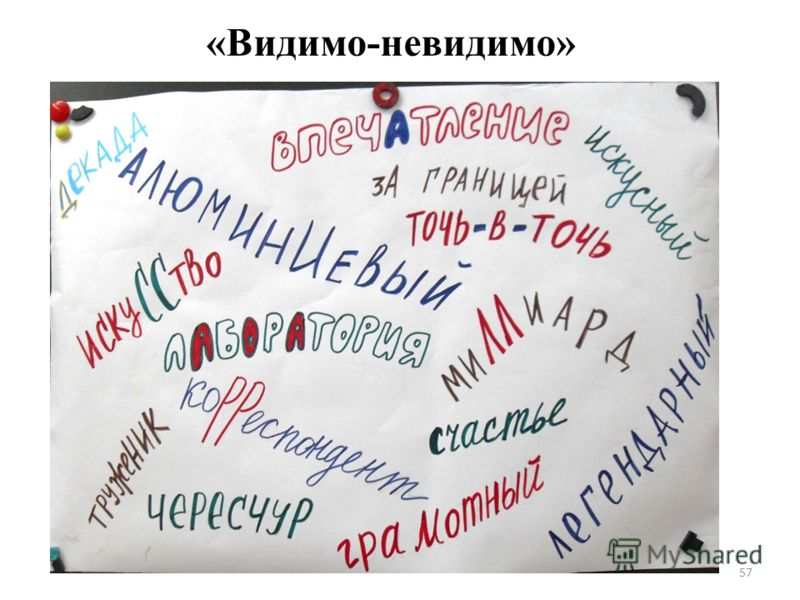 «Видимо-невидимо»
ВПЕЧАТЛЕНИЕ
ДЕКАДА
ИСКУСНЫЙ
АЛЮМИНИЕВЫЙ
ЗА ГРАНИЦЕЙ
ТОЧЬ-В-ТОЧЬ
ИСКУССТВО
ЛАБОРАТОРИЯ
МИЛЛИАРД
КОРРЕСПОНДЕНТ
ЛЕГЕНДАРНЫЙ
счастье
ТРУЖЕНИК
ЧЕРЕСЧУР
грамотный
MyShared
57